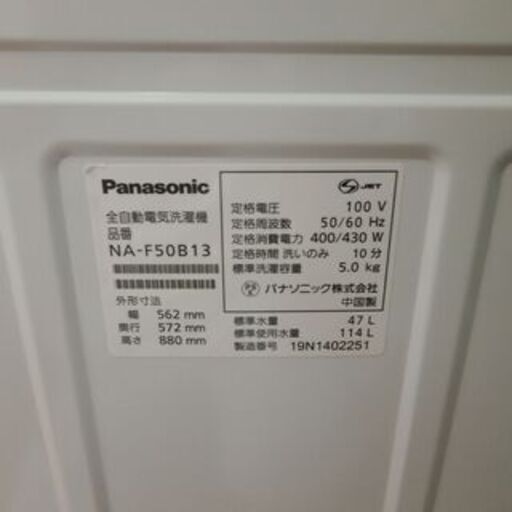 Panasonic
全自動電気洗濯機
品番
NA-F50B13
外形寸法
幅 562 mm
奥行 572 mm
高さ 880 mm
JET
定格電圧 100 V
定格周波数 50/60 Hz
定格消費電力 400/430 W
定格時間 洗いのみ 10 分
標準洗濯容量 5.0 kg
パナソニック株式会社
中国製
標準水量 47 L
標準使用水量 114 L
製造番号 19N1402251